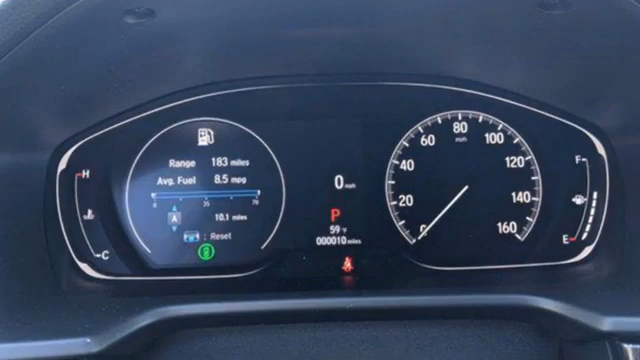 Range 183 miles
Avg. Fuel 8.5 mpg
35 70
A 10.1 miles
: Reset
H
C
0 mph
P
59 °F
000010 miles
mph
0 20 40 60 80 100 120 140 160
F
E